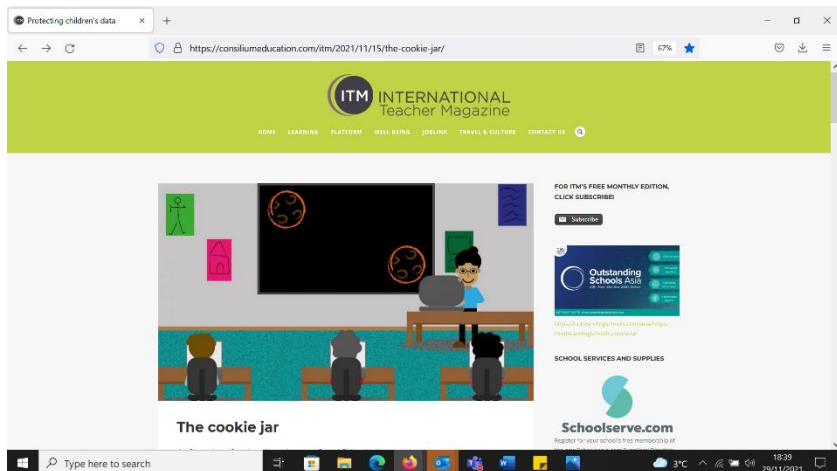 Protecting children's data
https://consiliumeducation.com/itm/2021/11/15/the-cookie-jar/
67%
ITM INTERNATIONAL
Teacher Magazine
HOME LEARNING PLATFORM WELL BEING JOBLINK TRAVEL & CULTURE CONTACT US
FOR ITM'S FREE MONTHLY EDITION,
CLICK SUBSCRIBE!
Subscribe
Outstanding
Schools Asia
SCHOOL SERVICES AND SUPPLIES
Schoolserve.com
Register for your school's free membership of
The cookie jar
Type here to search
3°C
18:39
29/11/2021